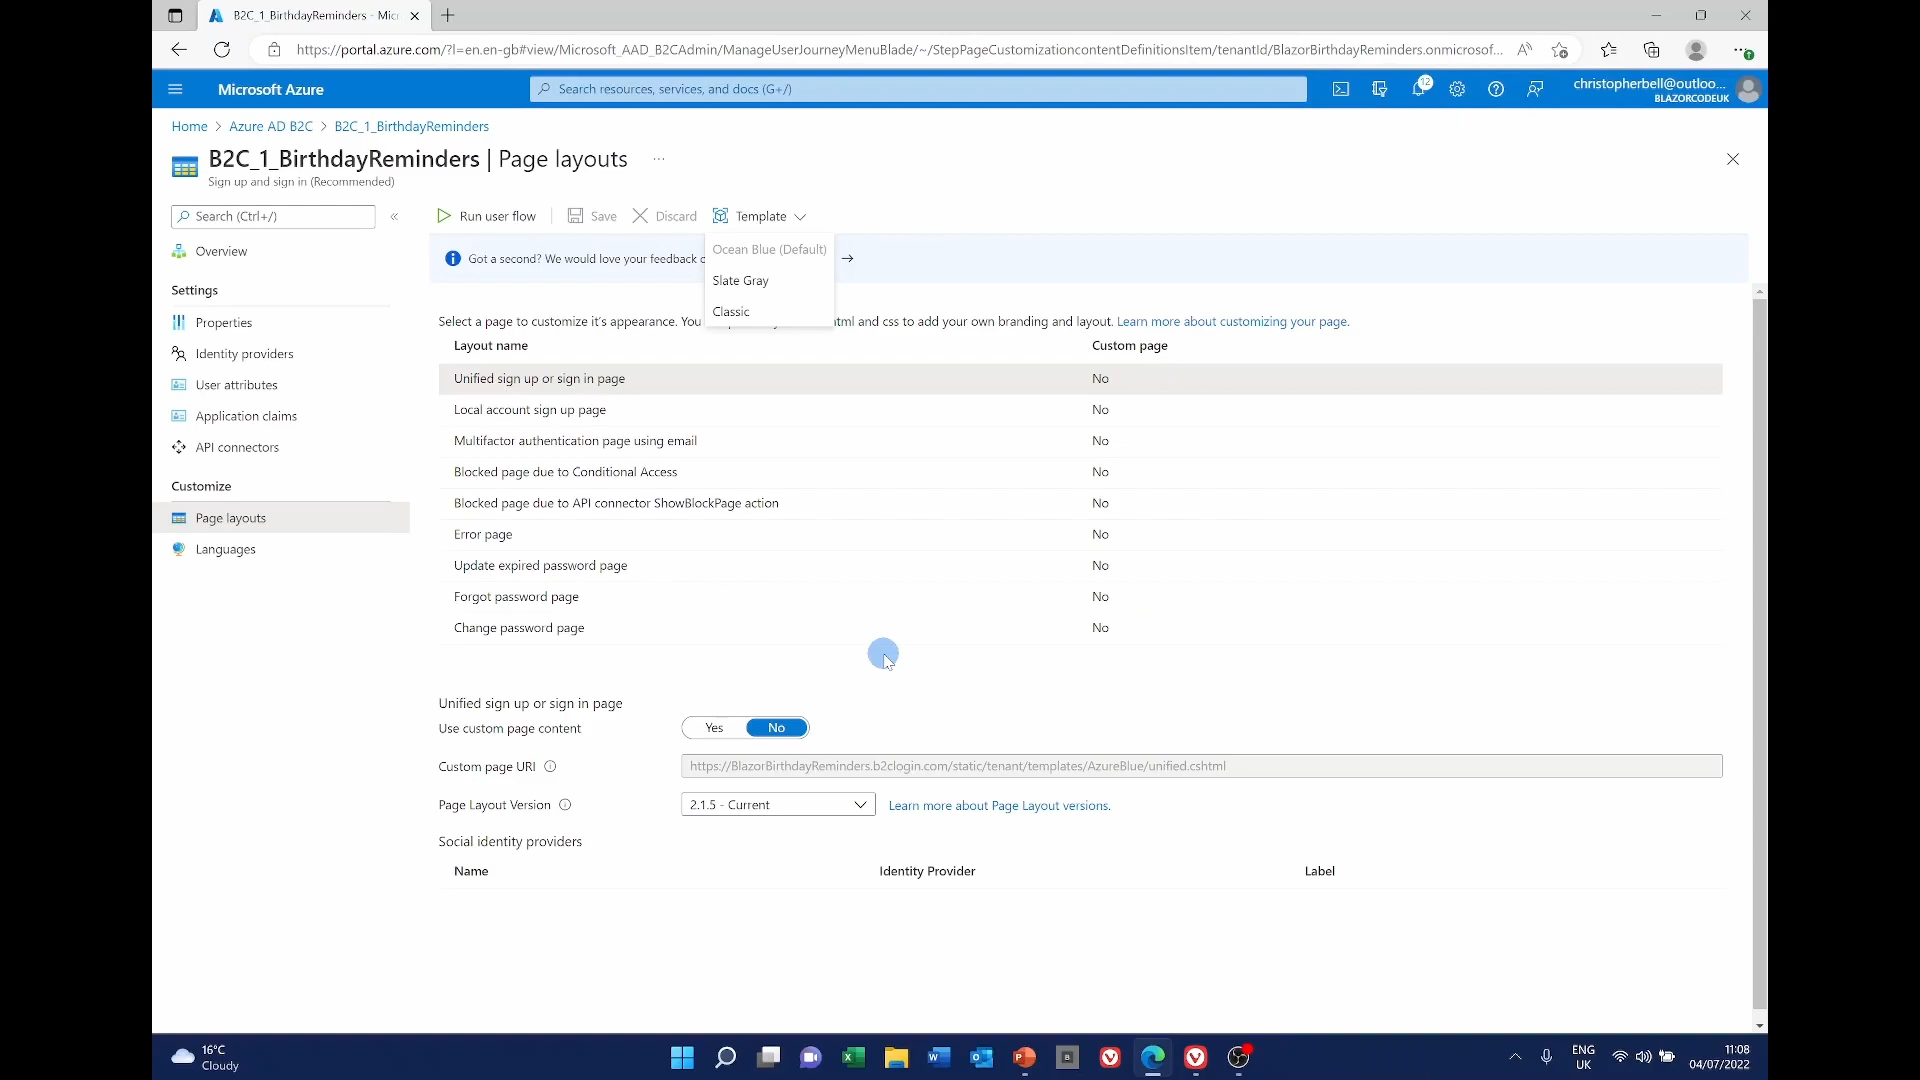 B2C_1_BirthdayReminders - Micr
https://portal.azure.com/?l=en.en-gb#view/Microsoft_AAD_B2CAdmin/ManageUserJourneyMenuBlade/~/StepPageCustomizationcontentDefinitionsItem/tenantId/BlazorBirthdayReminders.onmicrosof...
Microsoft Azure
Search resources, services, and docs (G+/)
12
christopherbell@outloo...
BLAZORCODEUK
Home > Azure AD B2C > B2C_1_BirthdayReminders
B2C_1_BirthdayReminders | Page layouts ...
Sign up and sign in (Recommended)
Search (Ctrl+/)
Overview
Settings
Properties
Identity providers
User attributes
Application claims
API connectors
Customize
Page layouts
Languages
Run user flow
Save
Discard
Template
Ocean Blue (Default)
Slate Gray
Classic
Got a second? We would love your feedback
Select a page to customize it's appearance. You html and css to add your own branding and layout. Learn more about customizing your page.
Layout name Custom page
Unified sign up or sign in page No
Local account sign up page No
Multifactor authentication page using email No
Blocked page due to Conditional Access No
Blocked page due to API connector ShowBlockPage action No
Error page No
Update expired password page No
Forgot password page No
Change password page No
Unified sign up or sign in page
Use custom page content Yes No
Custom page URI https://BlazorBirthdayReminders.b2clogin.com/static/tenant/templates/AzureBlue/unified.cshtml
Page Layout Version 2.1.5 - Current Learn more about Page Layout versions.
Social identity providers
Name Identity Provider Label
16°C
Cloudy
ENG
UK
11:08
04/07/2022